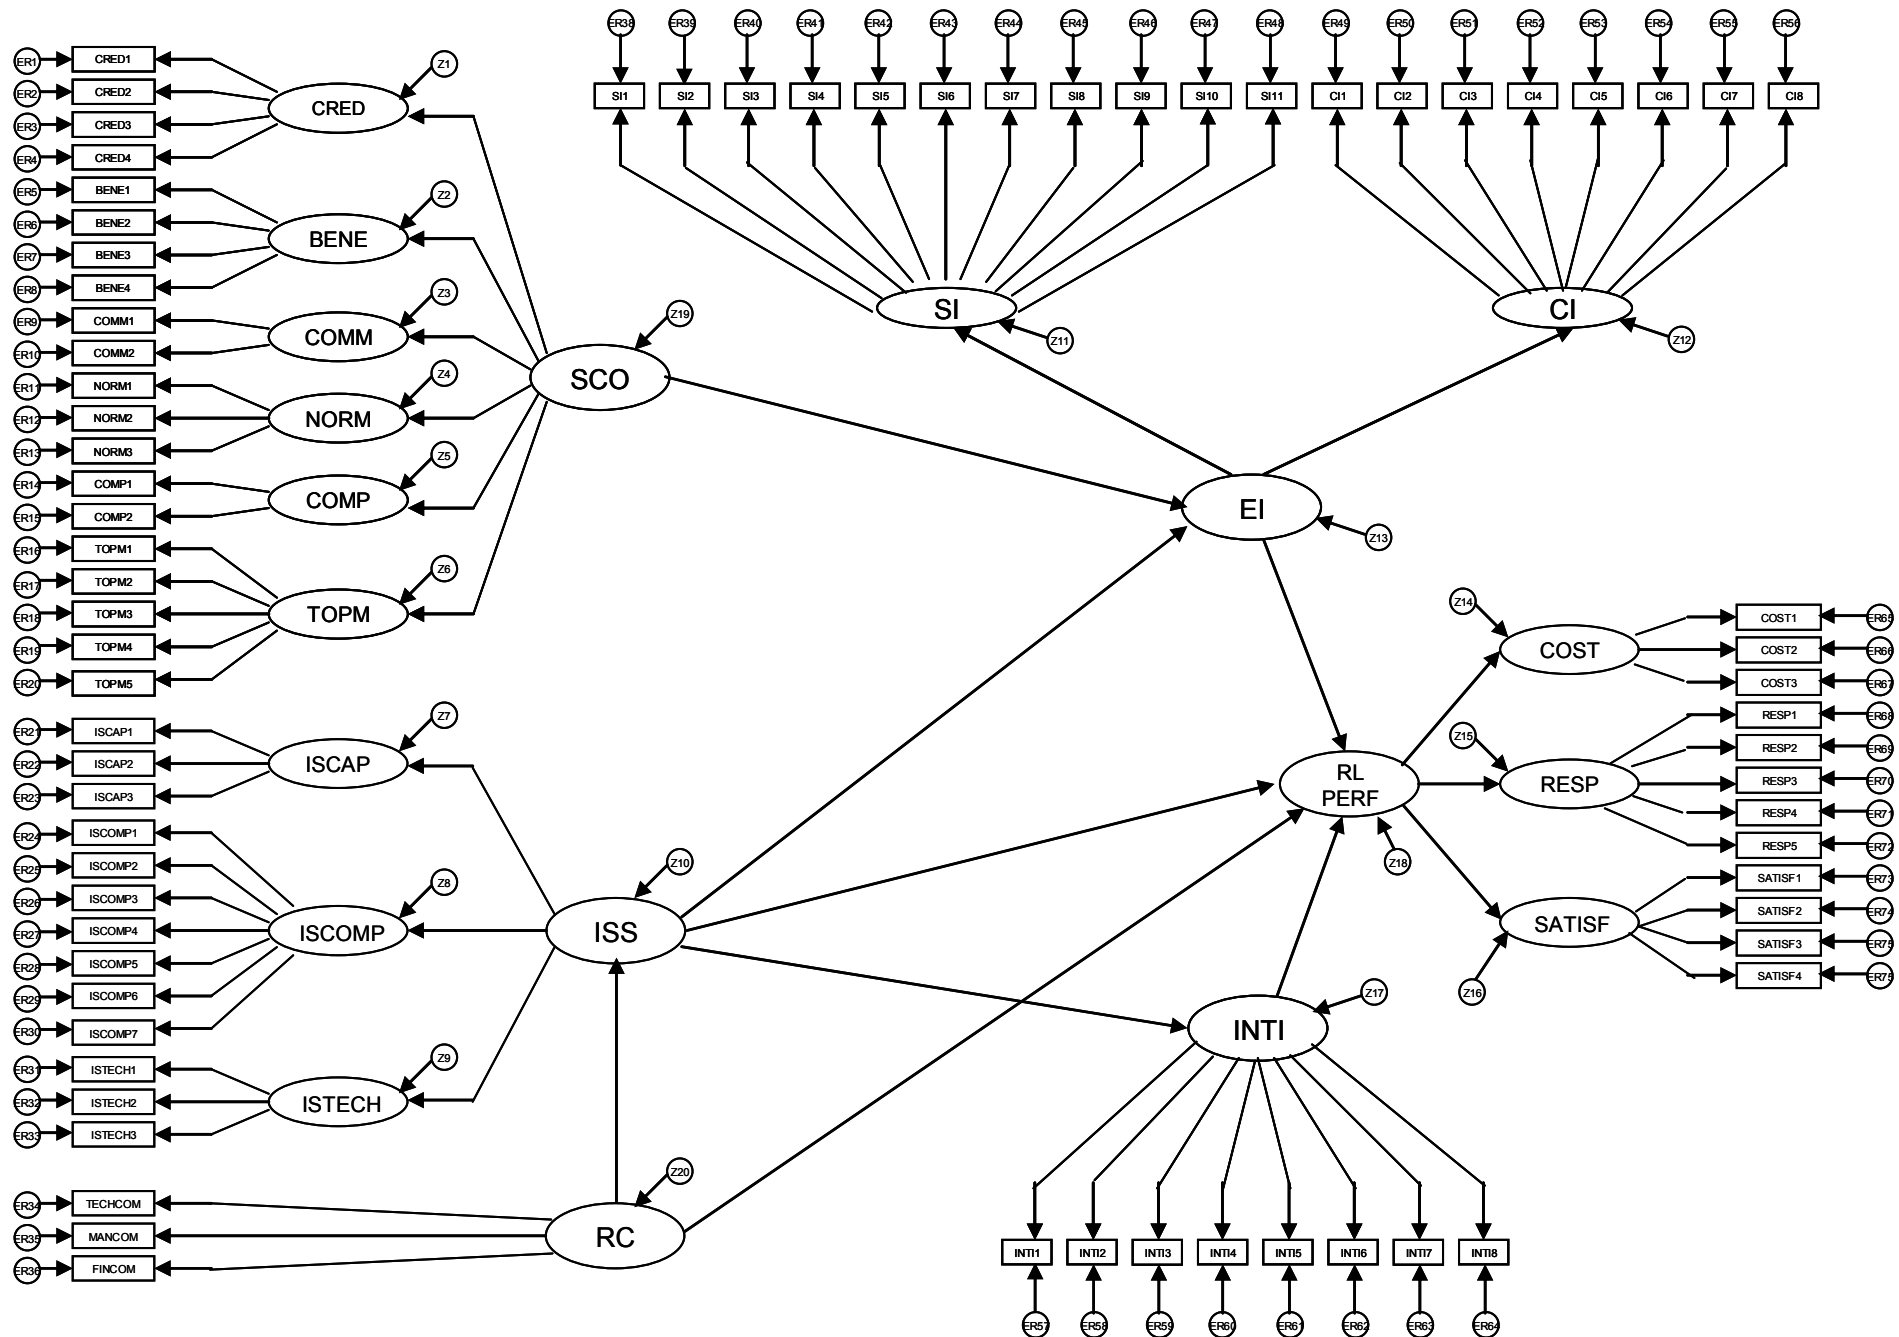 ER38 ER39 ER40 ER41 ER42 ER43 ER44 ER45 ER46 ER47 ER48 ER49 ER50 ER51 ER52 ER53 ER54 ER55 ER56
SI1 SI2 SI3 SI4 SI5 SI6 SI7 SI8 SI9 SI10 SI11 CI1 CI2 CI3 CI4 CI5 CI6 CI7 CI8
ER1 CRED1
ER2 CRED2
ER3 CRED3
ER4 CRED4
CRED
Z1
ER5 BENE1
ER6 BENE2
ER7 BENE3
ER8 BENE4
BENE
Z2
ER9 COMM1
ER10 COMM2
COMM
Z3
ER11 NORM1
ER12 NORM2
ER13 NORM3
NORM
Z4
ER14 COMP1
ER15 COMP2
COMP
Z5
ER16 TOPM1
ER17 TOPM2
ER18 TOPM3
ER19 TOPM4
ER20 TOPM5
TOPM
Z6
SCO
Z19
SI
Z11
CI
Z12
EI
Z13
ER21 ISCAP1
ER22 ISCAP2
ER23 ISCAP3
ISCAP
Z7
ER24 ISCOMP1
ER25 ISCOMP2
ER26 ISCOMP3
ER27 ISCOMP4
ER28 ISCOMP5
ER29 ISCOMP6
ER30 ISCOMP7
ISCOMP
Z8
ER31 ISTECH1
ER32 ISTECH2
ER33 ISTECH3
ISTECH
Z9
ISS
Z10
ER34 TECHCOM
ER35 MANCOM
ER36 FINCOM
RC
Z20
RL
PERF
Z18
Z14
COST
COST1 ER65
COST2 ER66
COST3 ER67
Z15
RESP
RESP1 ER68
RESP2 ER69
RESP3 ER70
RESP4 ER71
RESP5 ER72
SATISF
Z16
SATISF1 ER73
SATISF2 ER74
SATISF3 ER75
SATISF4 ER75
INTI
Z17
INTI1 INTI2 INTI3 INTI4 INTI5 INTI6 INTI7 INTI8
ER57 ER58 ER59 ER60 ER61 ER62 ER63 ER64